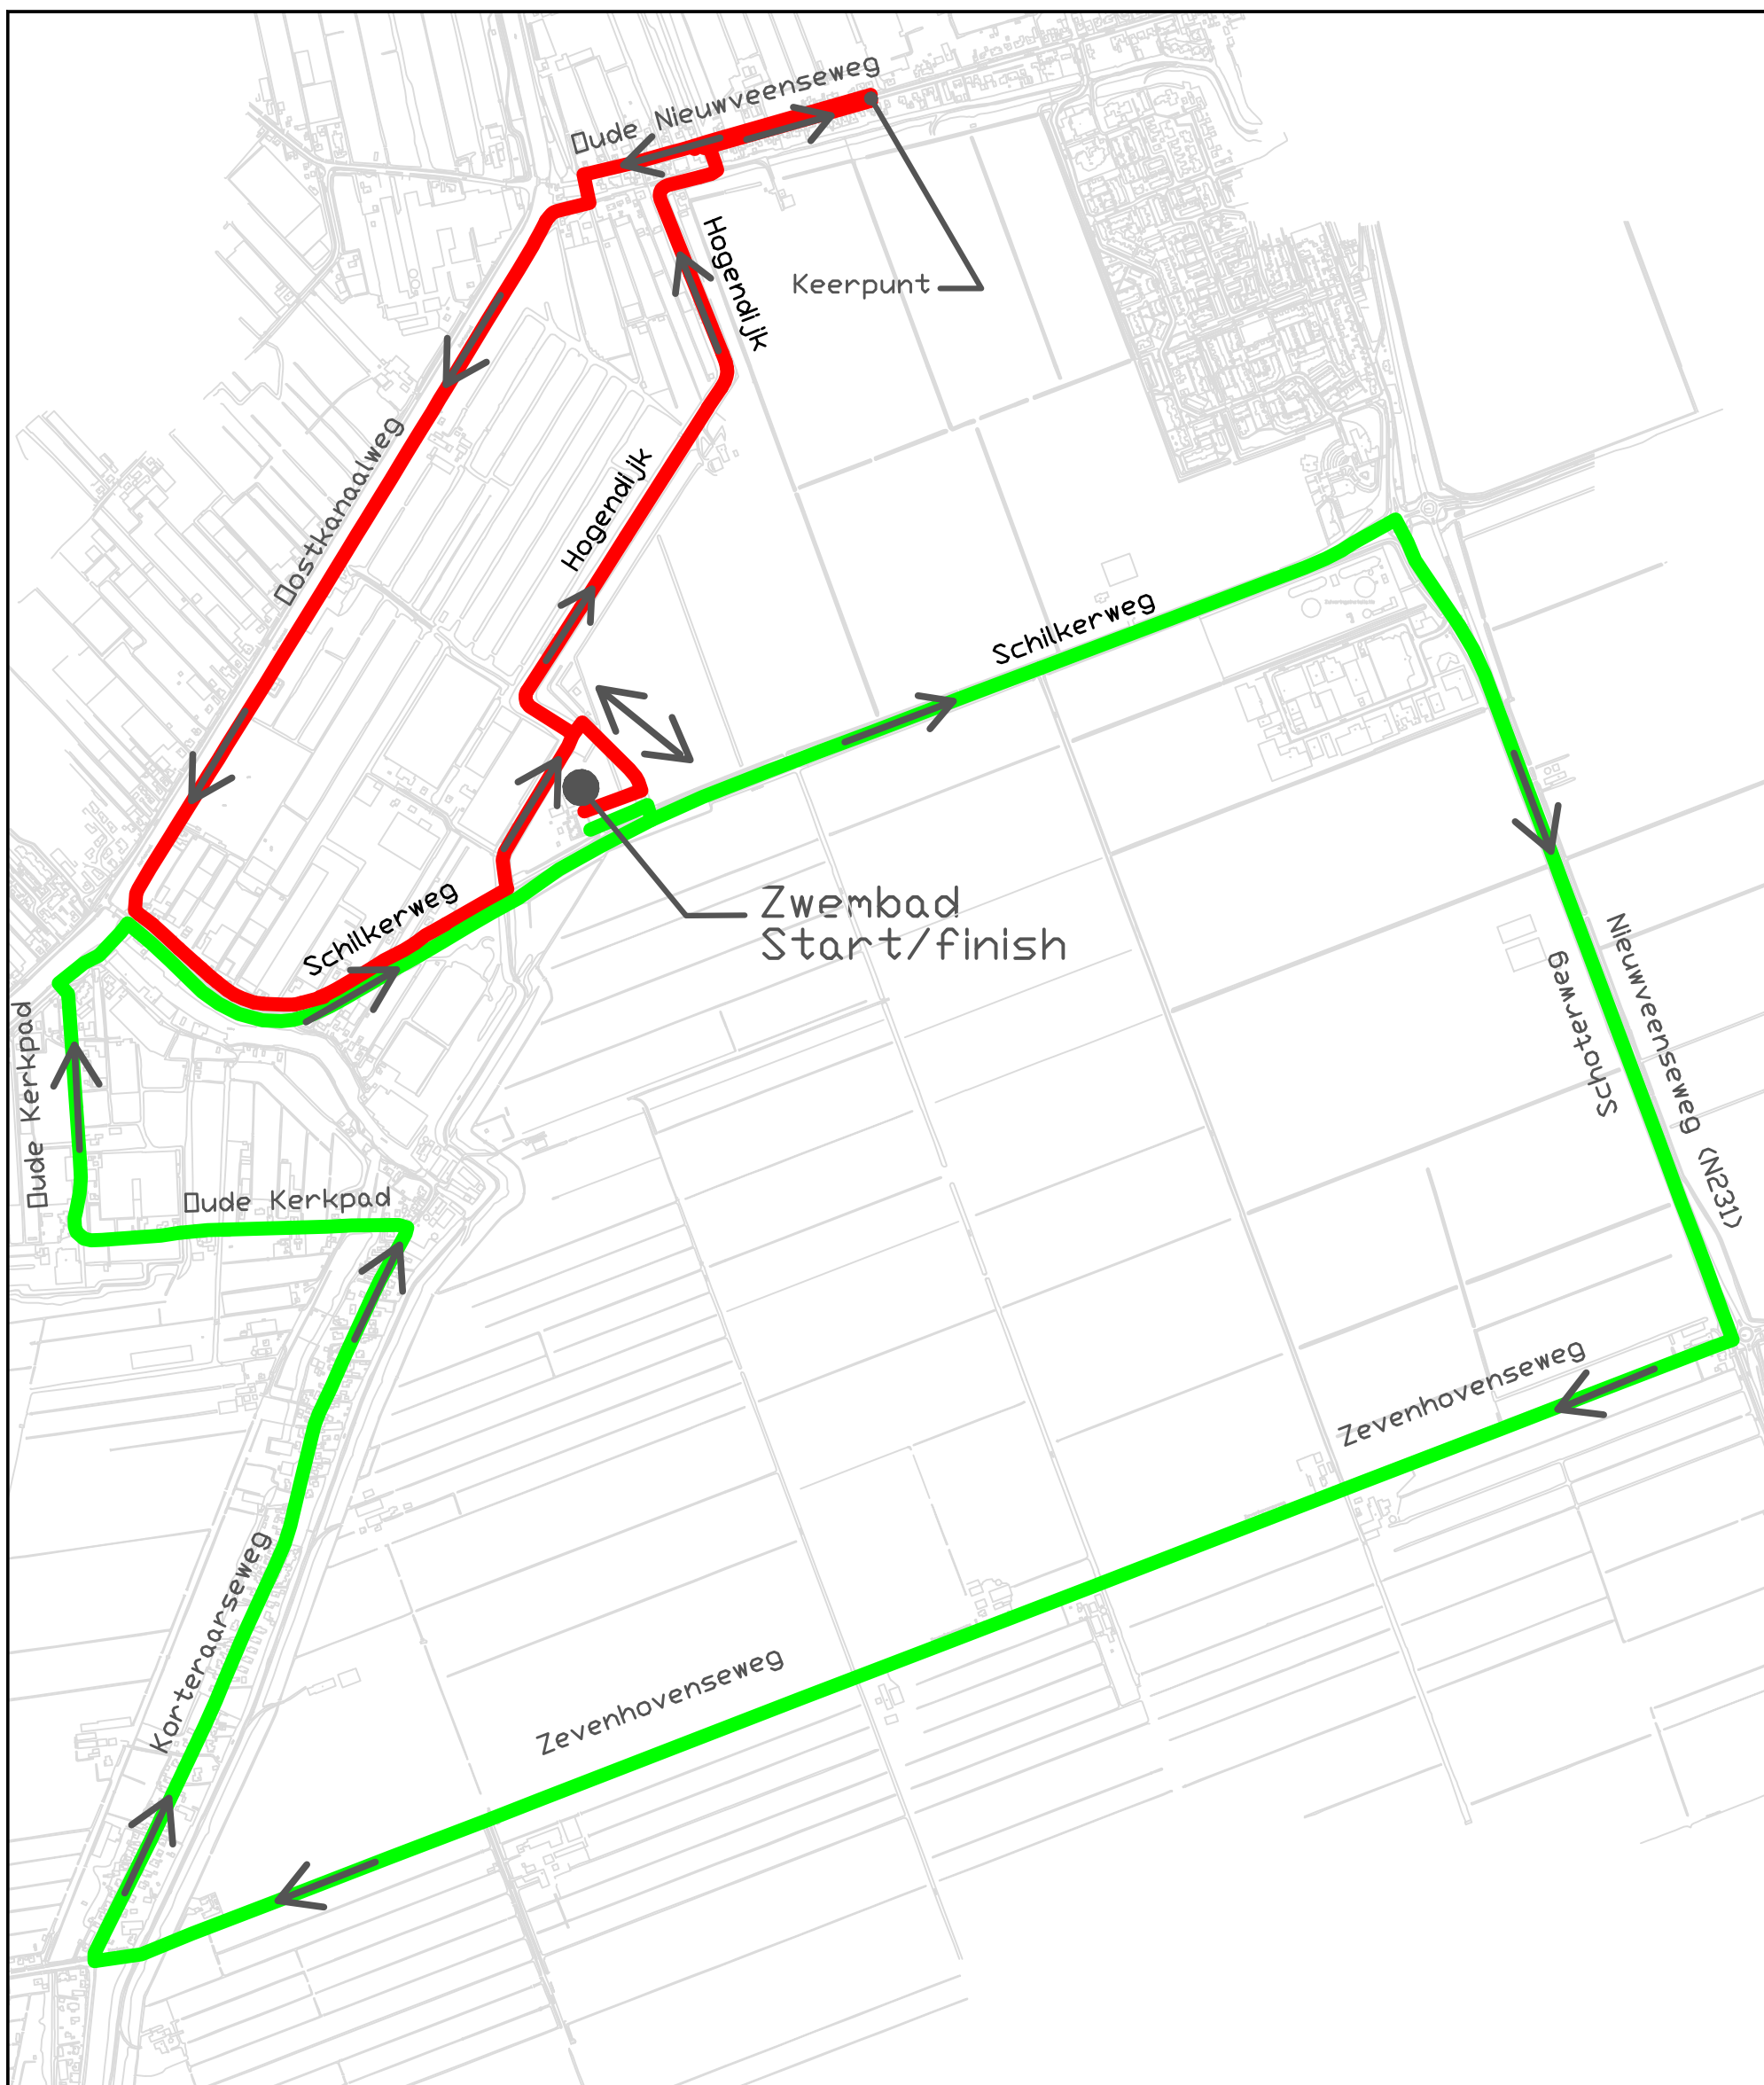 Oude Nieuwveenseweg
Hogendijk
Keerpunt
Oostkanaalweg
Hogendijk
Schilkerweg
Schilkerweg
Zwembad
Start/finish
Nieuwveenseweg (N231)
Schoterweg
Oude Kerkpad
Oude Kerkpad
Zevenhovenseweg
Korteraarseweg
Zevenhovenseweg